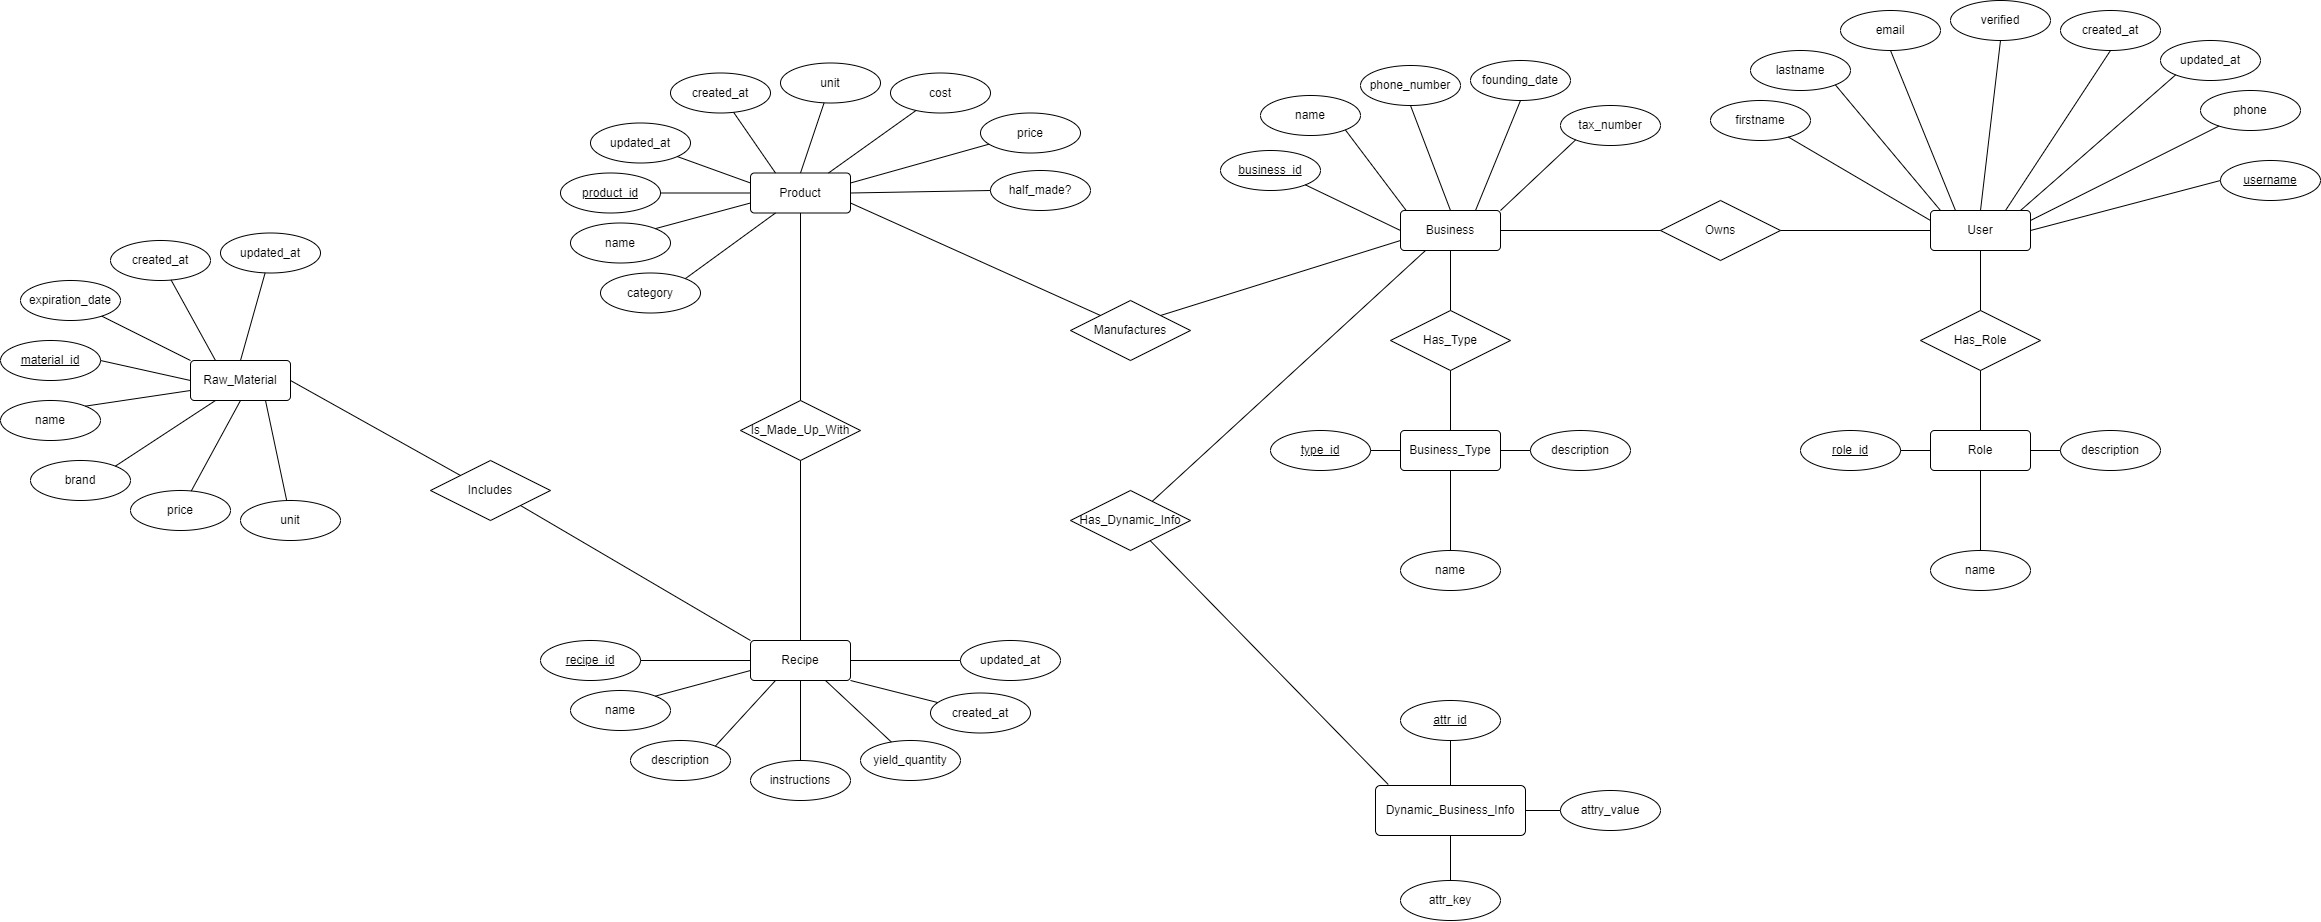 verified
email
created_at
lastname
updated_at
firstname
phone
username
User
Owns
phone_number
founding_date
name
tax_number
business_id
Business
created_at
unit
cost
updated_at
price
product_id
Product
half_made?
name
category
Manufactures
Has_Type
Has_Role
created_at
updated_at
expiration_date
material_id
Raw_Material
name
brand
price
unit
Is_Made_Up_With
Includes
type_id
Business_Type
description
name
role_id
Role
description
name
Has_Dynamic_Info
recipe_id
Recipe
updated_at
name
created_at
description
instructions
yield_quantity
attr_id
Dynamic_Business_Info
attry_value
attr_key